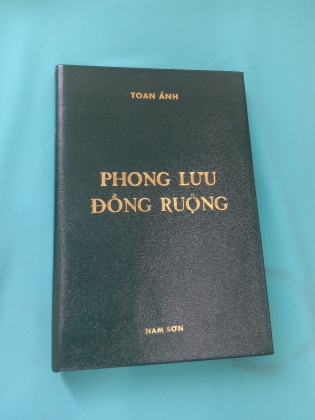 TOAN ÁNH
PHONG LƯU
ĐỒNG RUỘNG
NAM SƠN